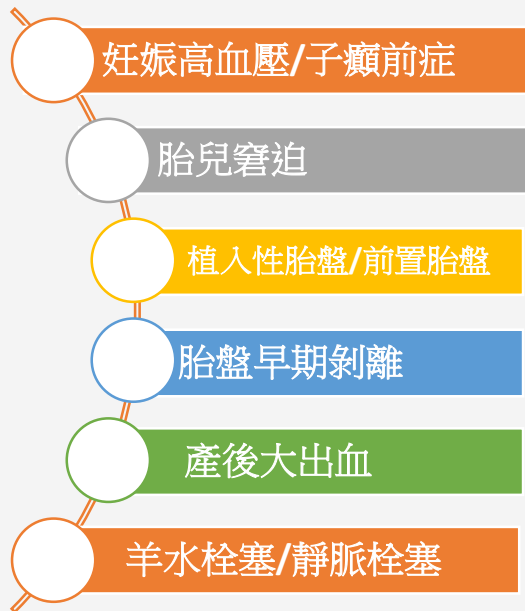 妊娠高血壓/子癲前症
胎兒窘迫
植入性胎盤/前置胎盤
胎盤早期剝離
產後大出血
羊水栓塞/靜脈栓塞